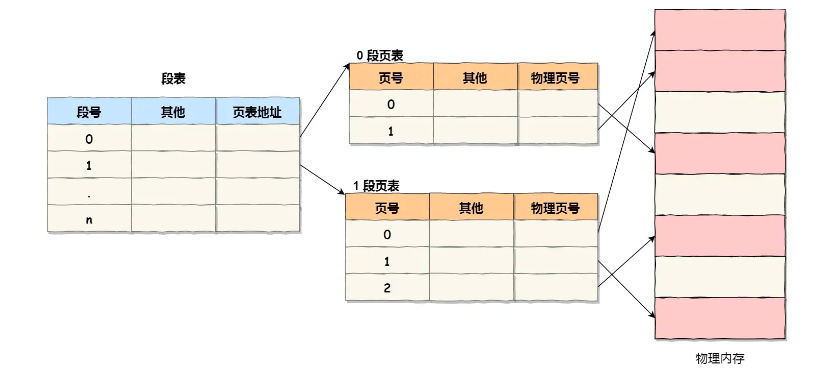 段表
段号 其他 页表地址
0
1
.
n
0 段页表
页号 其他 物理页号
0
1
1 段页表
页号 其他 物理页号
0
1
2
物理内存